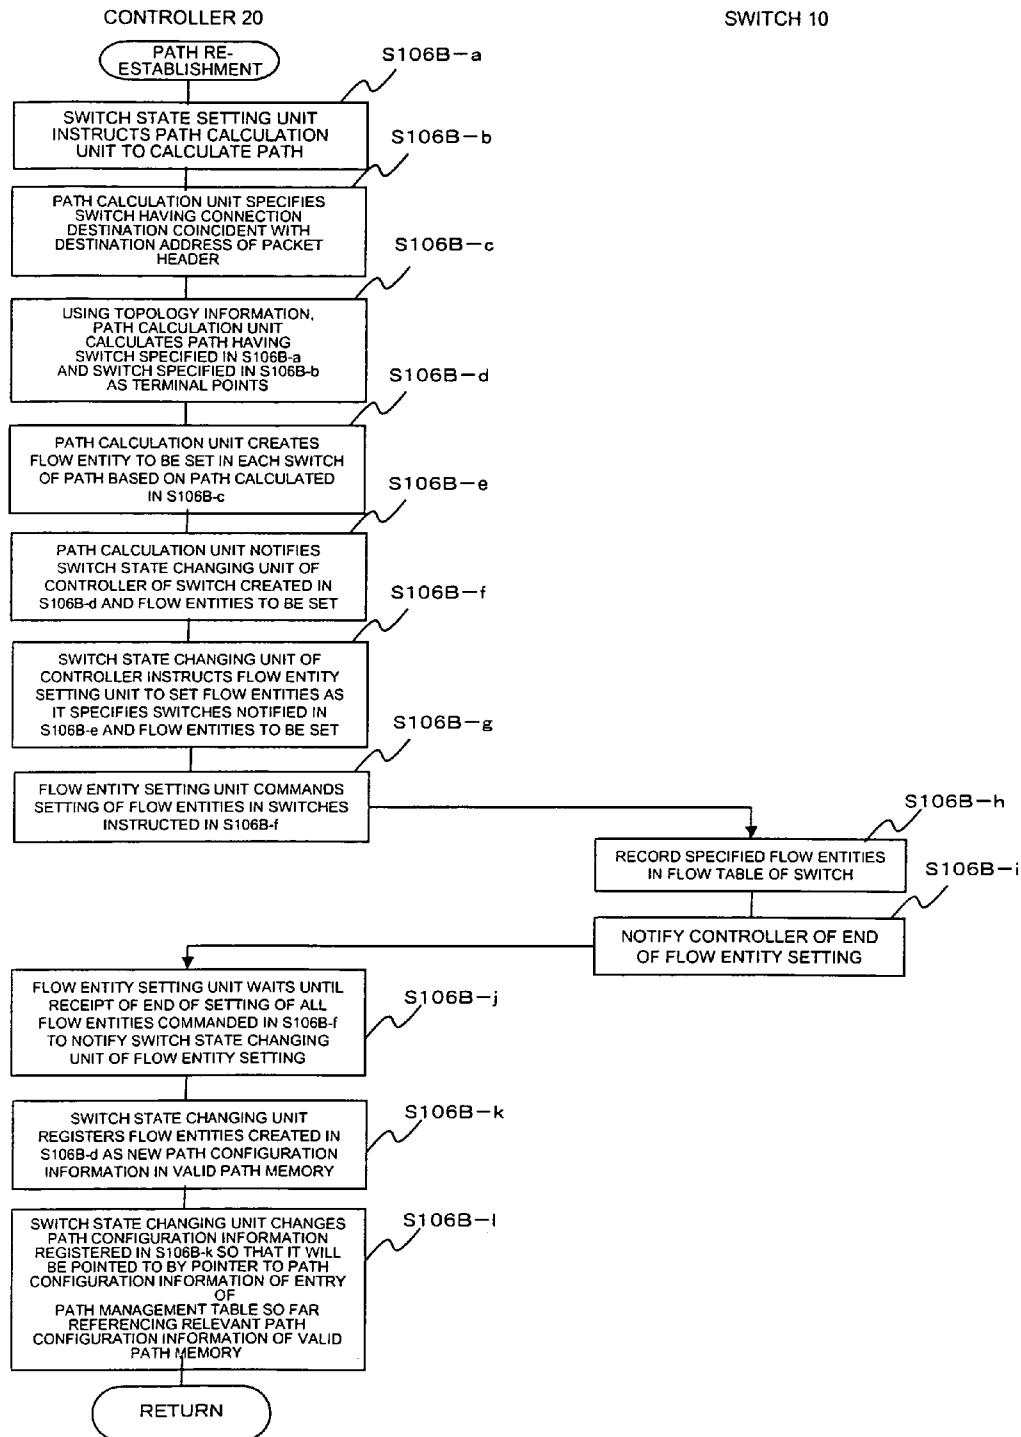 CONTROLLER 20
SWITCH 10
PATH RE-
ESTABLISHMENT
S106B-a
SWITCH STATE SETTING UNIT
INSTRUCTS PATH CALCULATION
UNIT TO CALCULATE PATH
S106B-b
PATH CALCULATION UNIT SPECIFIES
SWITCH HAVING CONNECTION
DESTINATION COINCIDENT WITH
DESTINATION ADDRESS OF PACKET
HEADER
S106B-c
USING TOPOLOGY INFORMATION,
PATH CALCULATION UNIT
CALCULATES PATH HAVING
SWITCH SPECIFIED IN S106B-a
AND SWITCH SPECIFIED IN S106B-b
AS TERMINAL POINTS
S106B-d
PATH CALCULATION UNIT CREATES
FLOW ENTITY TO BE SET IN EACH SWITCH
OF PATH BASED ON PATH CALCULATED
IN S106B-c
S106B-e
PATH CALCULATION UNIT NOTIFIES
SWITCH STATE CHANGING UNIT OF
CONTROLLER OF SWITCH CREATED IN
S106B-d AND FLOW ENTITIES TO BE SET
S106B-f
SWITCH STATE CHANGING UNIT OF
CONTROLLER INSTRUCTS FLOW ENTITY
SETTING UNIT TO SET FLOW ENTITIES AS
IT SPECIFIES SWITCHES NOTIFIED IN
S106B-e AND FLOW ENTITIES TO BE SET
S106B-g
FLOW ENTITY SETTING UNIT COMMANDS
SETTING OF FLOW ENTITIES IN SWITCHES
INSTRUCTED IN S106B-f
S106B-h
RECORD SPECIFIED FLOW ENTITIES
IN FLOW TABLE OF SWITCH
S106B-i
NOTIFY CONTROLLER OF END
OF FLOW ENTITY SETTING
FLOW ENTITY SETTING UNIT WAITS UNTIL
RECEIPT OF END OF SETTING OF ALL
FLOW ENTITIES COMMANDED IN S106B-f
TO NOTIFY SWITCH STATE CHANGING
UNIT OF FLOW ENTITY SETTING
S106B-j
SWITCH STATE CHANGING UNIT
REGISTERS FLOW ENTITIES CREATED IN
S106B-d AS NEW PATH CONFIGURATION
INFORMATION IN VALID PATH MEMORY
S106B-k
SWITCH STATE CHANGING UNIT CHANGES
PATH CONFIGURATION INFORMATION
REGISTERED IN S106B-k SO THAT IT WILL
BE POINTED TO BY POINTER TO PATH
CONFIGURATION INFORMATION OF ENTRY
OF
PATH MANAGEMENT TABLE SO FAR
REFERENCING RELEVANT PATH
CONFIGURATION INFORMATION OF VALID
PATH MEMORY
S106B-l
RETURN